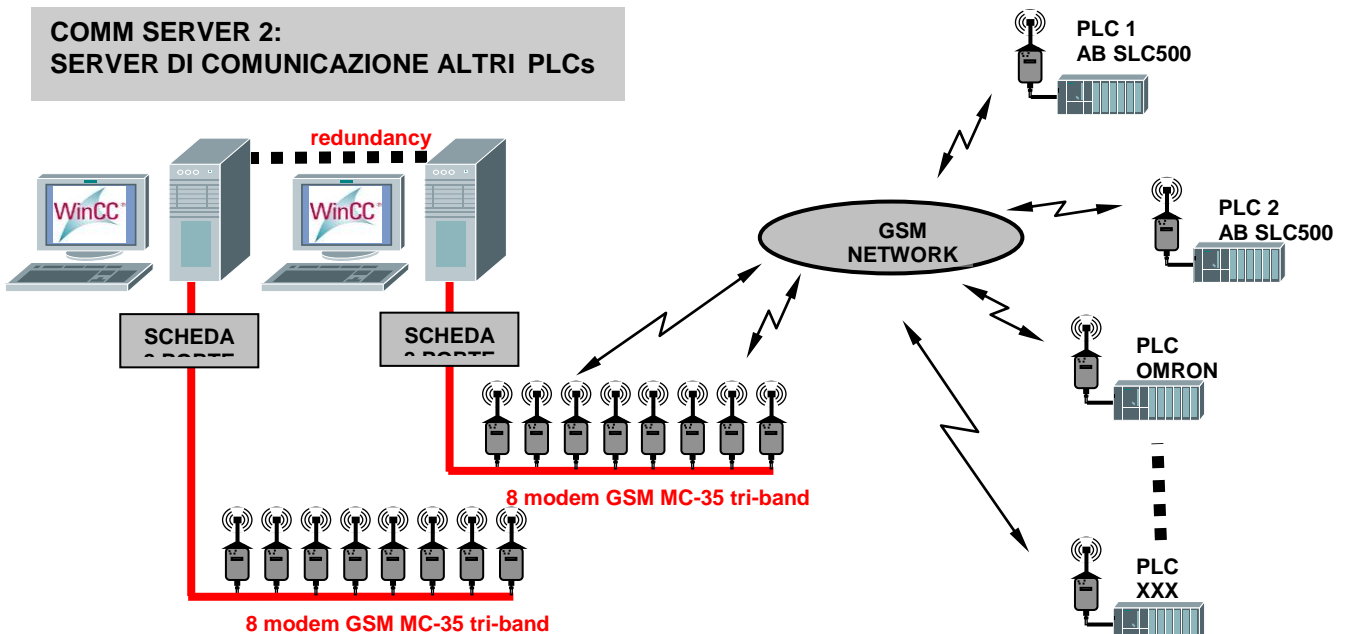 COMM SERVER 2:
SERVER DI COMUNICAZIONE ALTRI PLCs
redundancy
WinCC
WinCC
SCHEDA
SCHEDA
8 modem GSM MC-35 tri-band
8 modem GSM MC-35 tri-band
GSM
NETWORK
PLC 1
AB SLC500
PLC 2
AB SLC500
PLC
OMRON
PLC
XXX